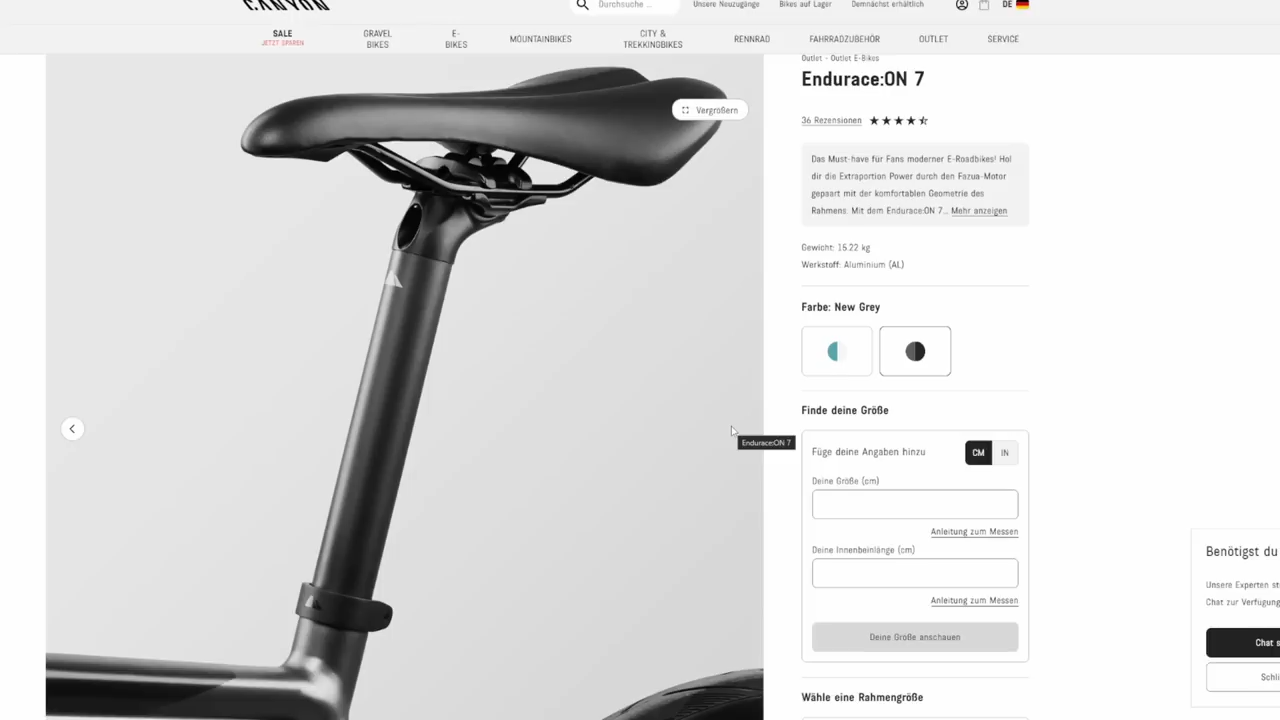 CANYON
Durchsuche ...
Unsere Neuzugänge
Bikes auf Lager
Demnächst erhältlich
DE
SALE
JETZT SPAREN
GRAVEL
BIKES
E-
BIKES
MOUNTAINBIKES
CITY &
TREKKINGBIKES
RENNRAD
FAHRRADZUBEHÖR
OUTLET
SERVICE
Outlet - Outlet E-Bikes
Endurace:ON 7
Vergrößern
36 Rezensionen
Das Must-have für Fans moderner E-Roadbikes! Hol
dir die Extraportion Power durch den Fazua-Motor
gepaart mit der komfortablen Geometrie des
Rahmens. Mit dem Endurace:ON 7... Mehr anzeigen
Gewicht: 15.22 kg
Werkstoff: Aluminium (AL)
Farbe: New Grey
Finde deine Größe
Füge deine Angaben hinzu
CM
IN
Endurace:ON 7
Deine Größe (cm)
Anleitung zum Messen
Deine Innenbeinlänge (cm)
Anleitung zum Messen
Deine Größe anschauen
Wähle eine Rahmengröße
Benötigst du
Unsere Experten st
Chat zur Verfügung
Chat s
Schli